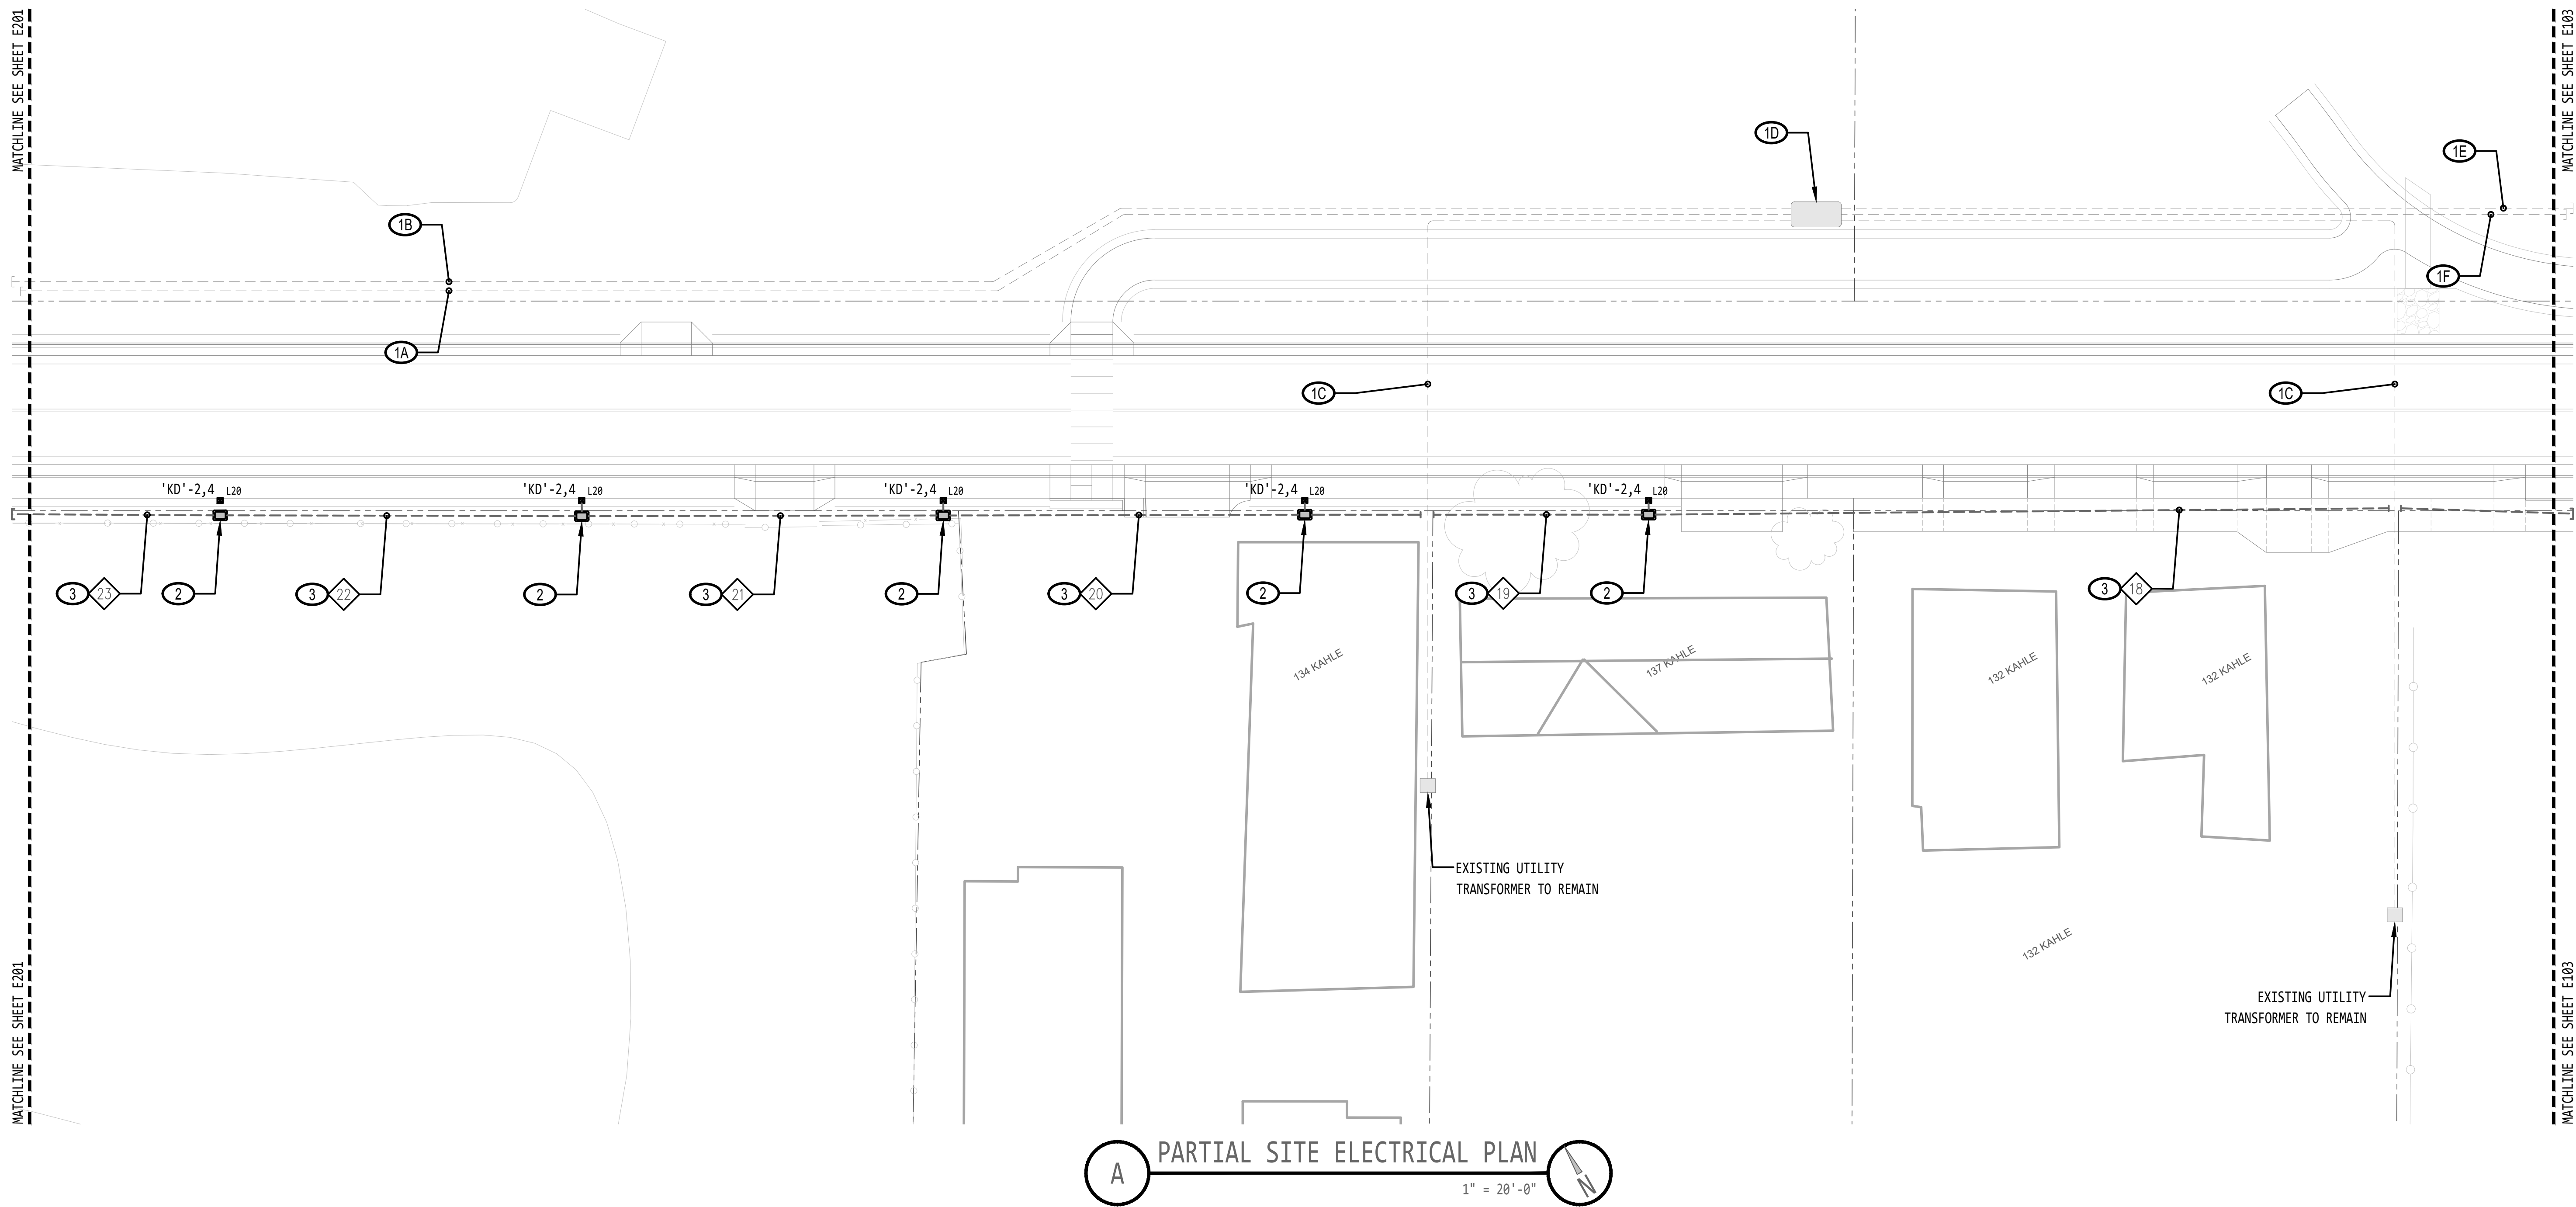 MATCHLINE SEE SHEET E201
MATCHLINE SEE SHEET E103
1D
1E
1B
1F
1A
1C
1C
'KD'-2,4 L20
'KD'-2,4 L20
'KD'-2,4 L20
'KD'-2,4 L20
'KD'-2,4 L20
3 23
2
3 22
2
3 21
2
3 20
2
3 19
2
3 18
134 KAHLE
137 KAHLE
132 KAHLE
132 KAHLE
EXISTING UTILITY
TRANSFORMER TO REMAIN
132 KAHLE
EXISTING UTILITY
TRANSFORMER TO REMAIN
MATCHLINE SEE SHEET E201
MATCHLINE SEE SHEET E103
A
PARTIAL SITE ELECTRICAL PLAN
1" = 20'-0"
N